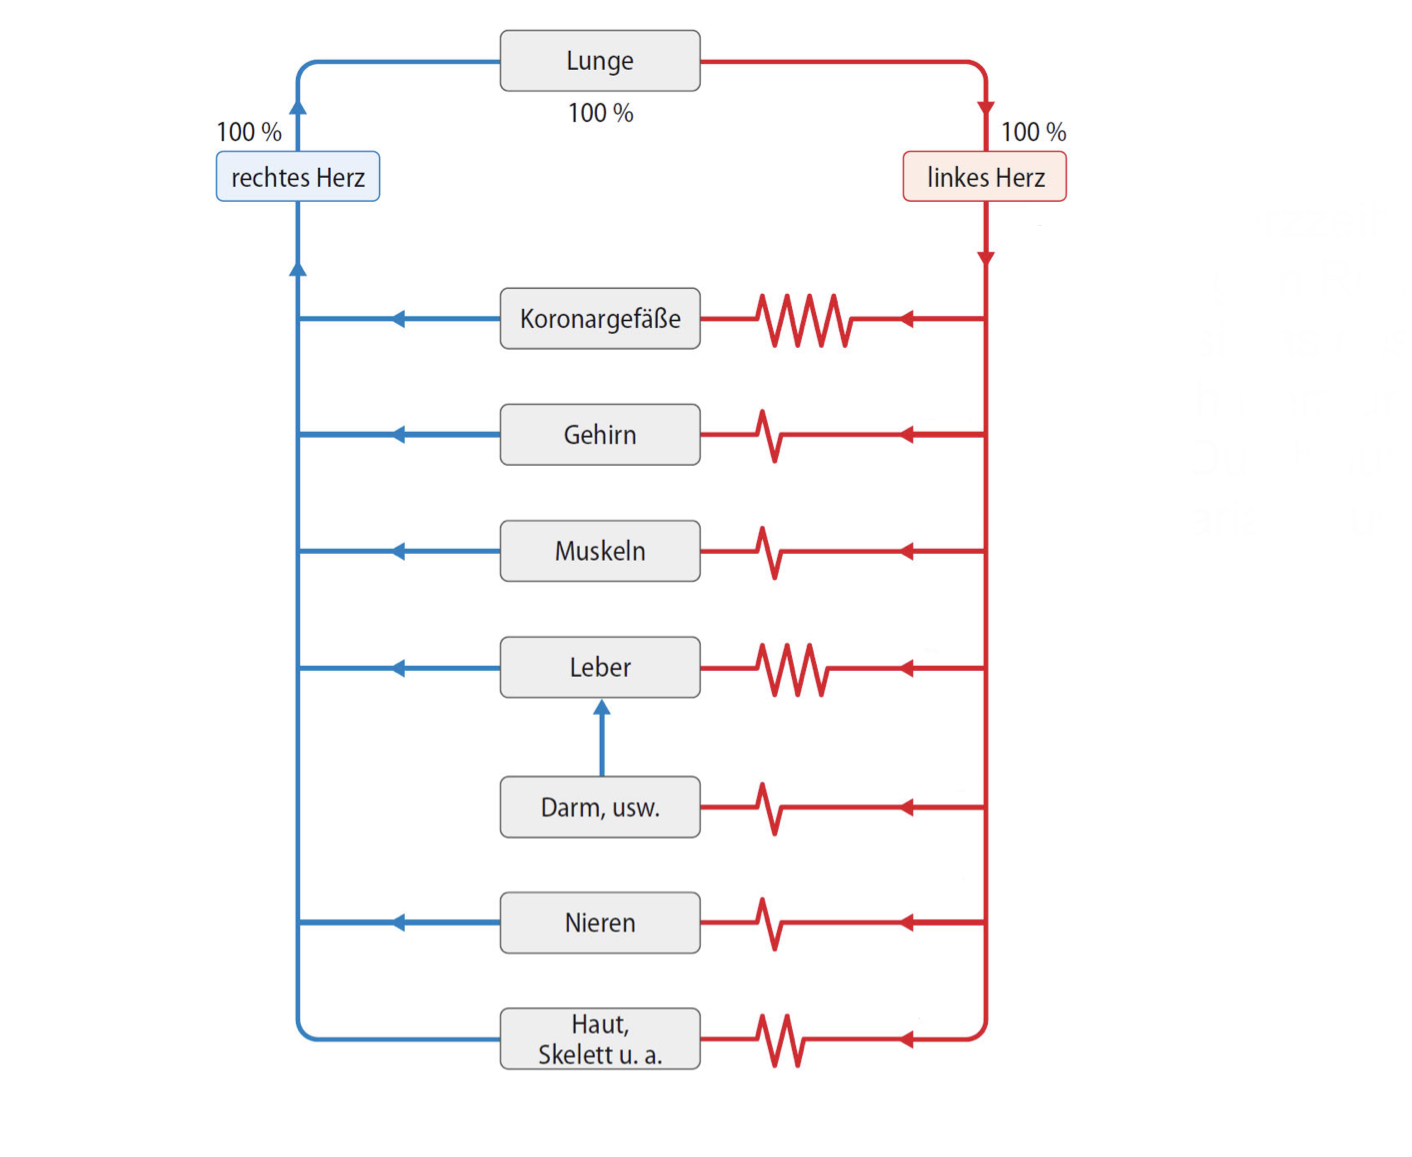 Lunge
100 %
100 %
100 %
rechtes Herz
linkes Herz
Koronargefäße
Gehirn
Muskeln
Leber
Darm, usw.
Nieren
Haut,
Skelett u. a.